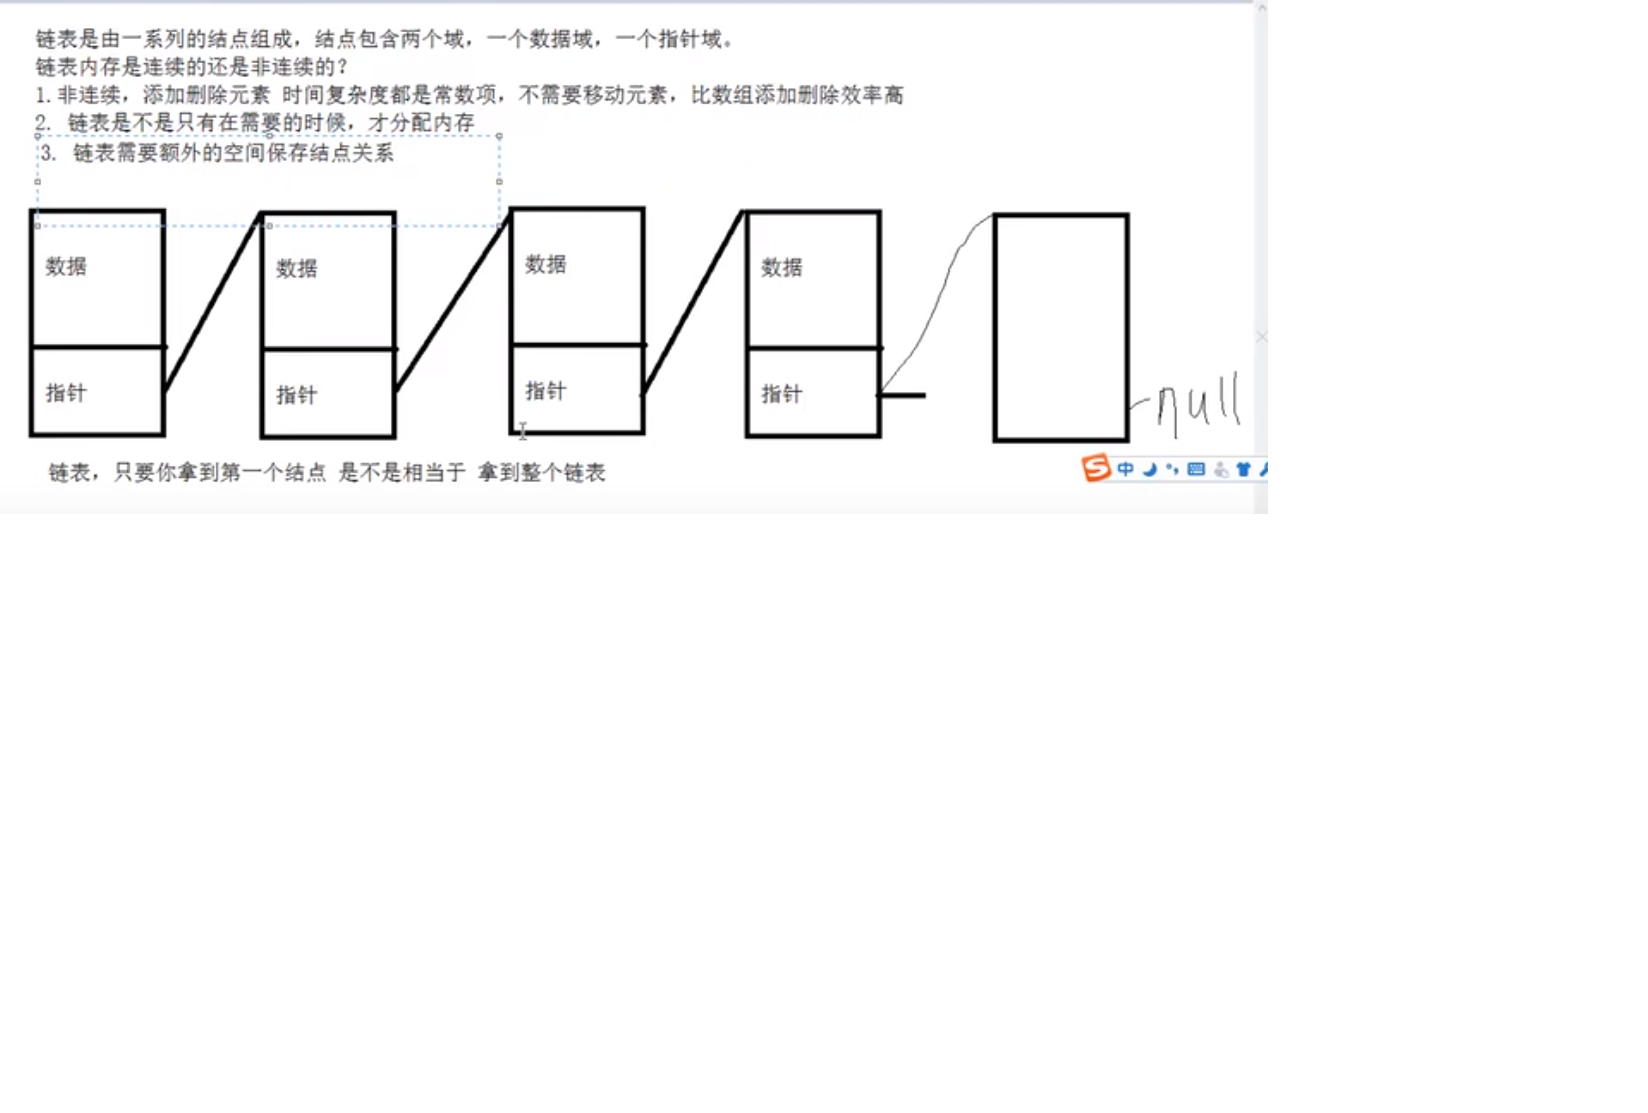 链表是由一系列的结点组成，结点包含两个域，一个数据域，一个指针域。
链表内存是连续的还是非连续的？
1.非连续，添加删除元素 时间复杂度都是常数项，不需要移动元素，比数组添加删除效率高
2. 链表是不是只有在需要的时候，才分配内存
3. 链表需要额外的空间保存结点关系
数据
数据
数据
数据
指针
指针
指针
指针
null
链表，只要你拿到第一个结点 是不是相当于 拿到整个链表
中